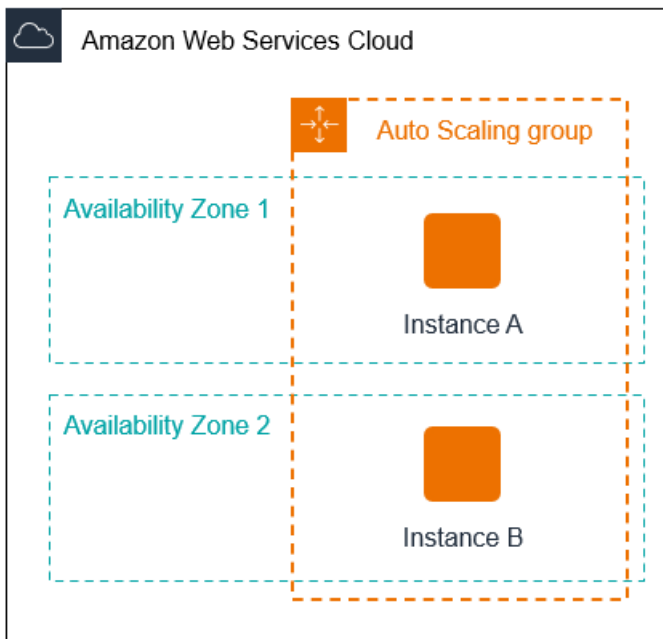 Amazon Web Services Cloud
Auto Scaling group
Availability Zone 1
Instance A
Availability Zone 2
Instance B